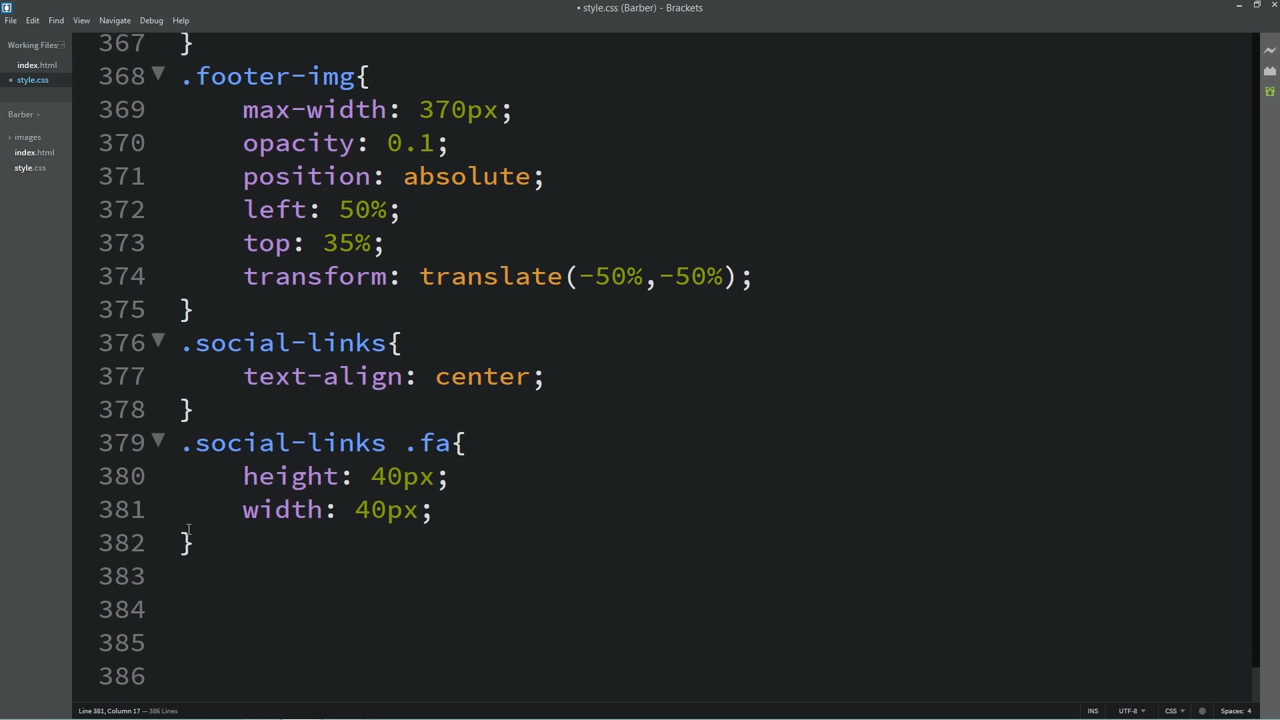 • style.css (Barber) - Brackets
File Edit Find View Navigate Debug Help
Working Files
index.html
• style.css
Barber
images
index.html
style.css
367 }
368 .footer-img{
369     max-width: 370px;
370     opacity: 0.1;
371     position: absolute;
372     left: 50%;
373     top: 35%;
374     transform: translate(-50%,-50%);
375 }
376 .social-links{
377     text-align: center;
378 }
379 .social-links .fa{
380     height: 40px;
381     width: 40px;
382 }
383
384
385
386
Line 381, Column 17 — 386 Lines INS UTF-8 CSS Spaces: 4